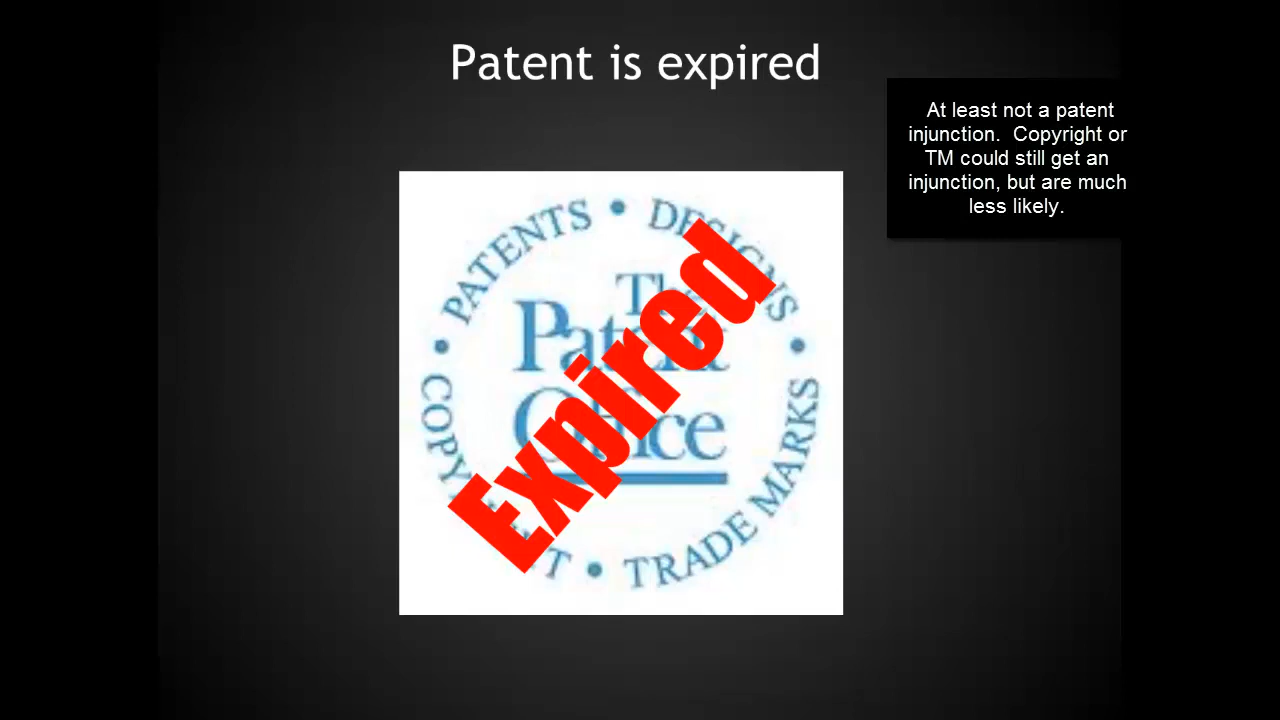 Patent is expired
At least not a patent
injunction.  Copyright or
TM could still get an
injunction, but are much
less likely.
PATENTS • DESIGNS • TRADE MARKS • COPYRIGHT •
The
Patent
Office
Expired